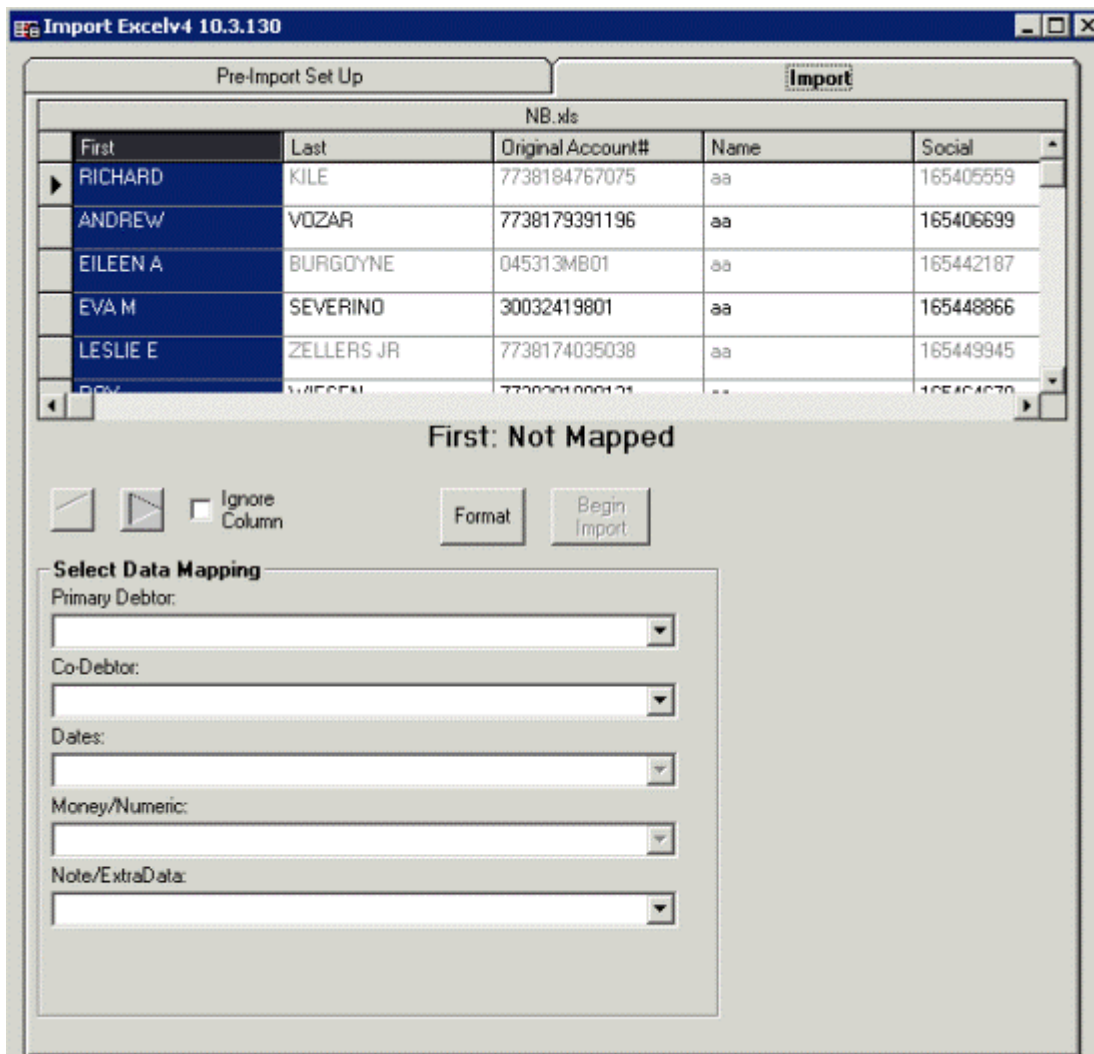 Import Excelv4 10.3.130
Pre-Import Set Up Import
NB.xls
First Last Original Account# Name Social
RICHARD KILE 7738184767075 aa 165405559
ANDREW VOZAR 7738179391196 aa 165406699
EILEEN A BURGOYNE 045313MB01 aa 165442187
EVA M SEVERINO 30032419801 aa 165448866
LESLIE E ZELLERS JR 7738174035038 aa 165449945
First: Not Mapped
Ignore Column Format Begin Import
Select Data Mapping
Primary Debtor:
Co-Debtor:
Dates:
Money/Numeric:
Note/ExtraData: